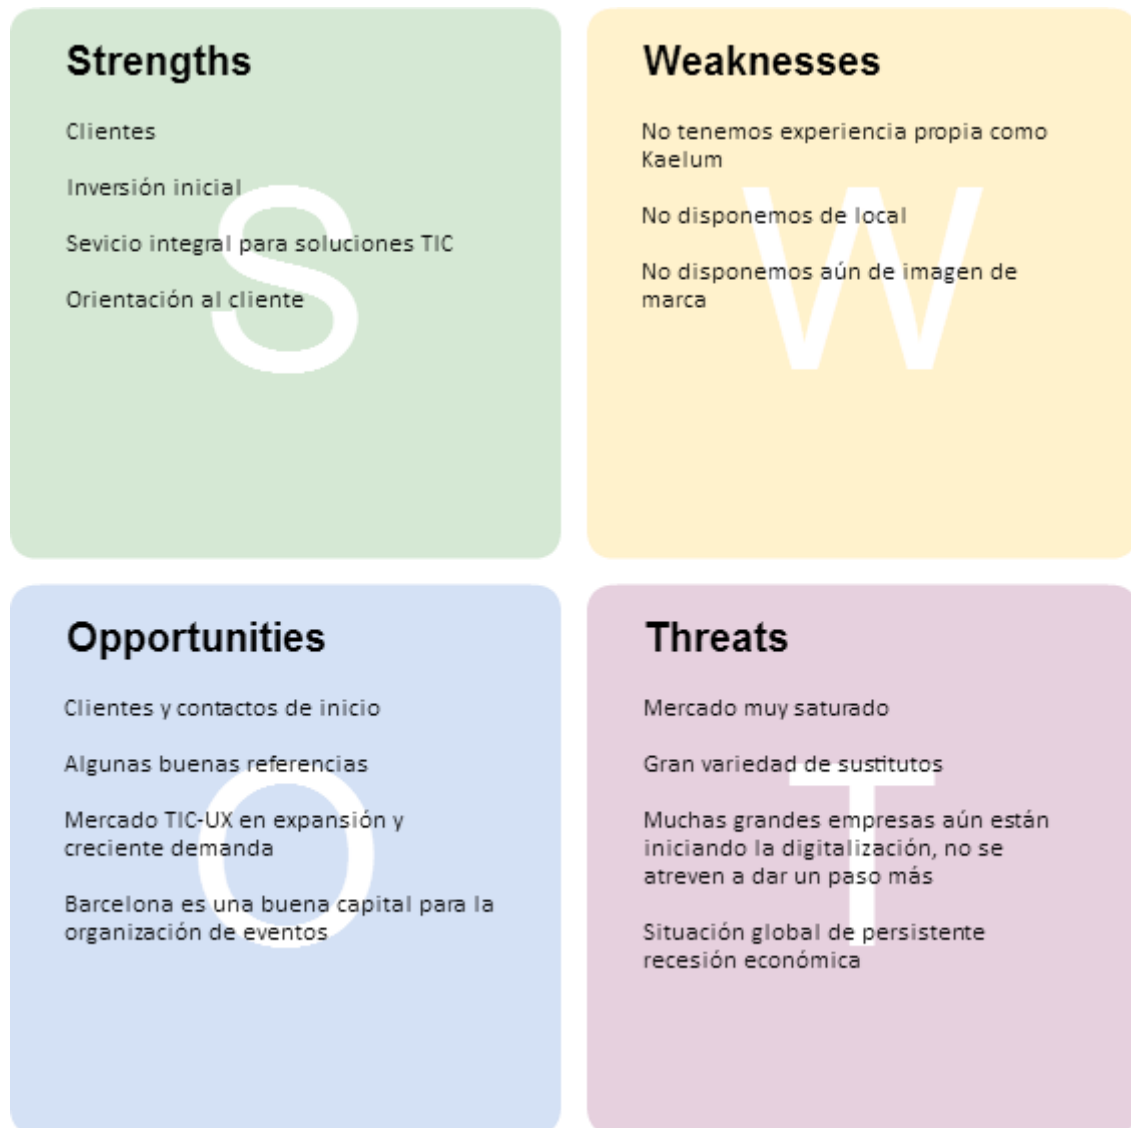 Strengths
Clientes
Inversión inicial
Sevicio integral para soluciones TIC
Orientación al cliente
S
Weaknesses
No tenemos experiencia propia como
Kaelum
No disponemos de local
No disponemos aún de imagen de
marca
W
Opportunities
Clientes y contactos de inicio
Algunas buenas referencias
Mercado TIC-UX en expansión y
creciente demanda
Barcelona es una buena capital para la
organización de eventos
O
Threats
Mercado muy saturado
Gran variedad de sustitutos
Muchas grandes empresas aún están
iniciando la digitalización, no se
atreven a dar un paso más
Situación global de persistente
recesión económica
T